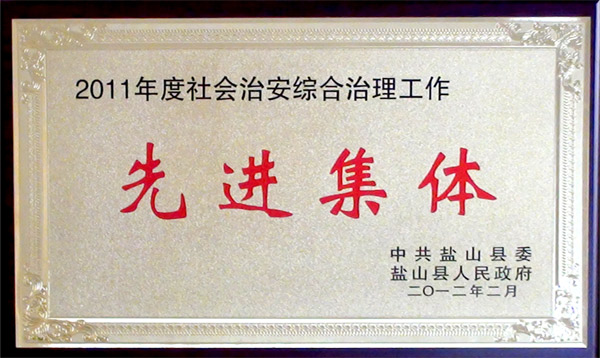 2011年度社会治安综合治理工作
先进集体
中共盐山县委
盐山县人民政府
二〇一二年二月